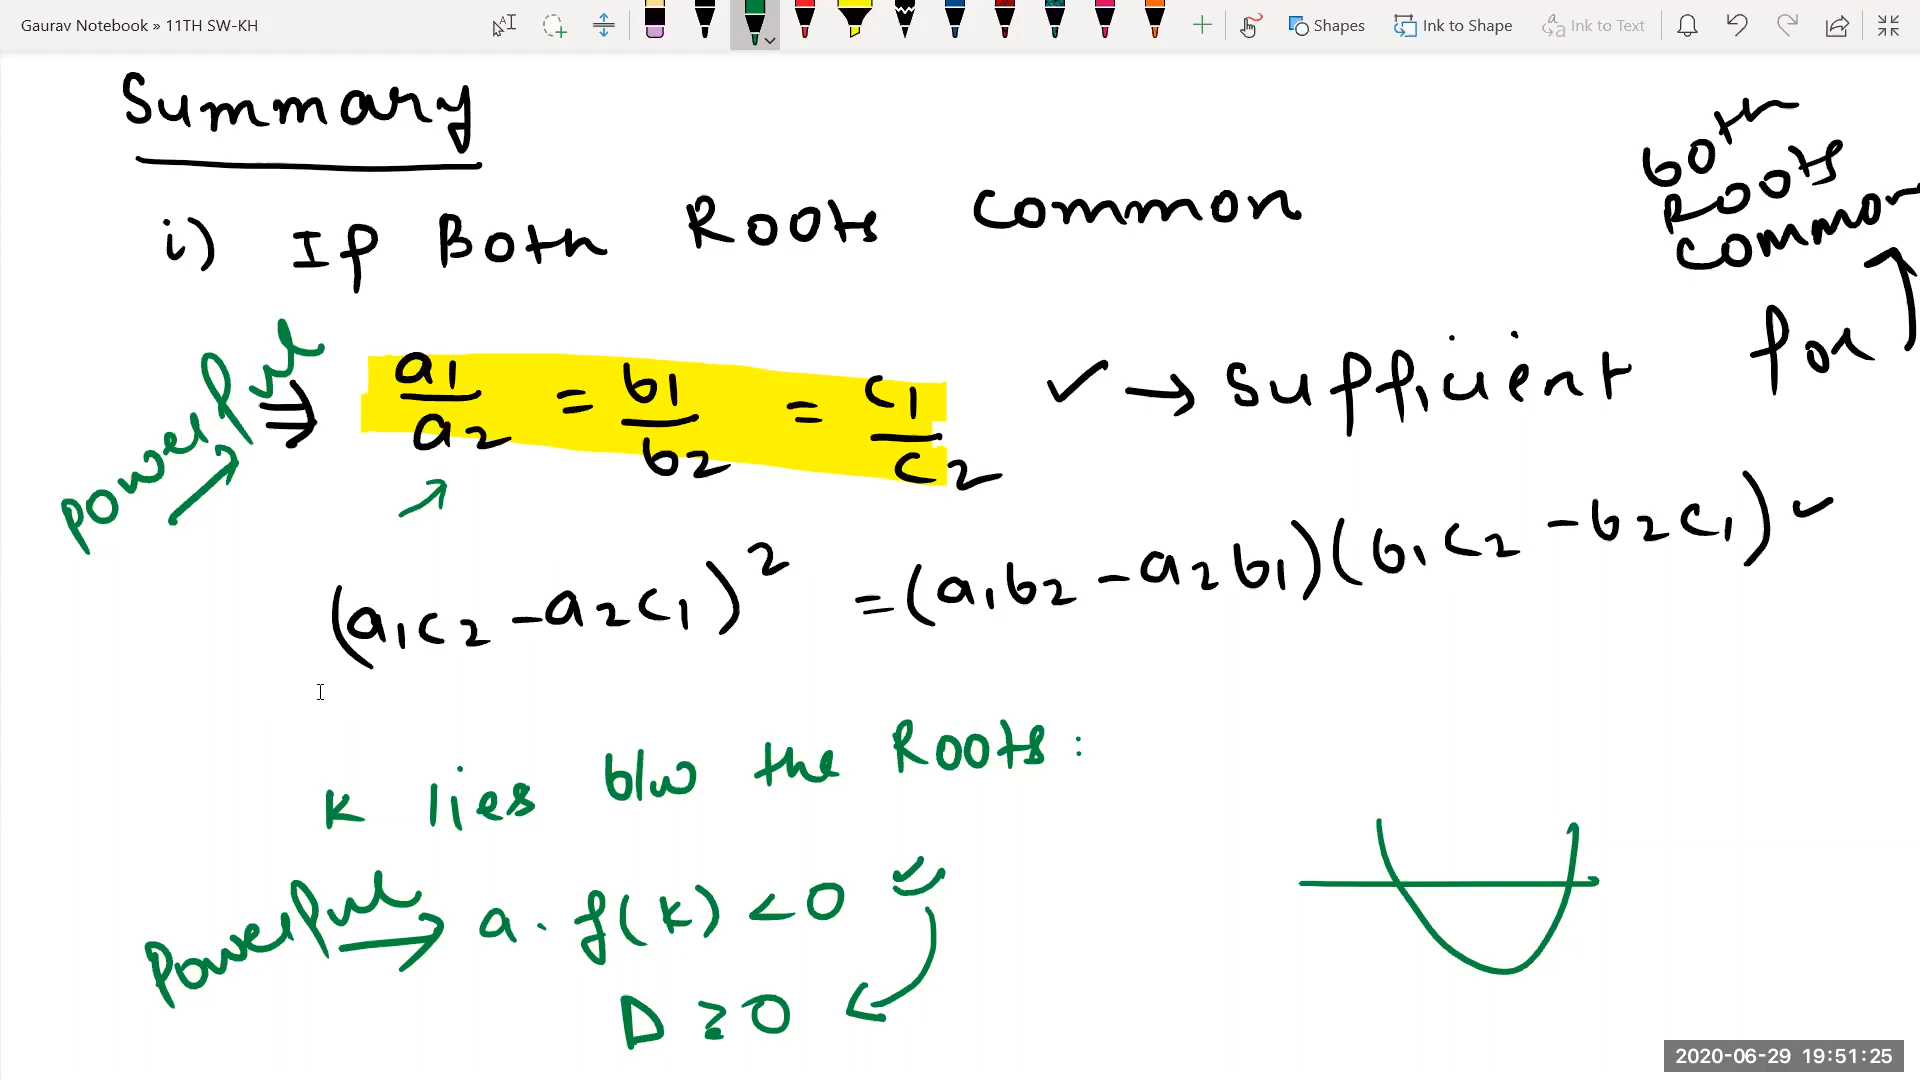 Gaurav Notebook » 11TH SW-KH
Shapes
Ink to Shape
Ink to Text
Summary
both
Roots
common
i) If Both Roots common
powerful ⇒ a1/a2 = b1/b2 = c1/c2 ✓ → sufficient for
(a1c2 - a2c1)² = (a1b2 - a2b1)(b1c2 - b2c1) ✓
K lies b/w the Roots:
Powerful → a. f(k) < 0
D ≥ 0
2020-06-29 19:51:25